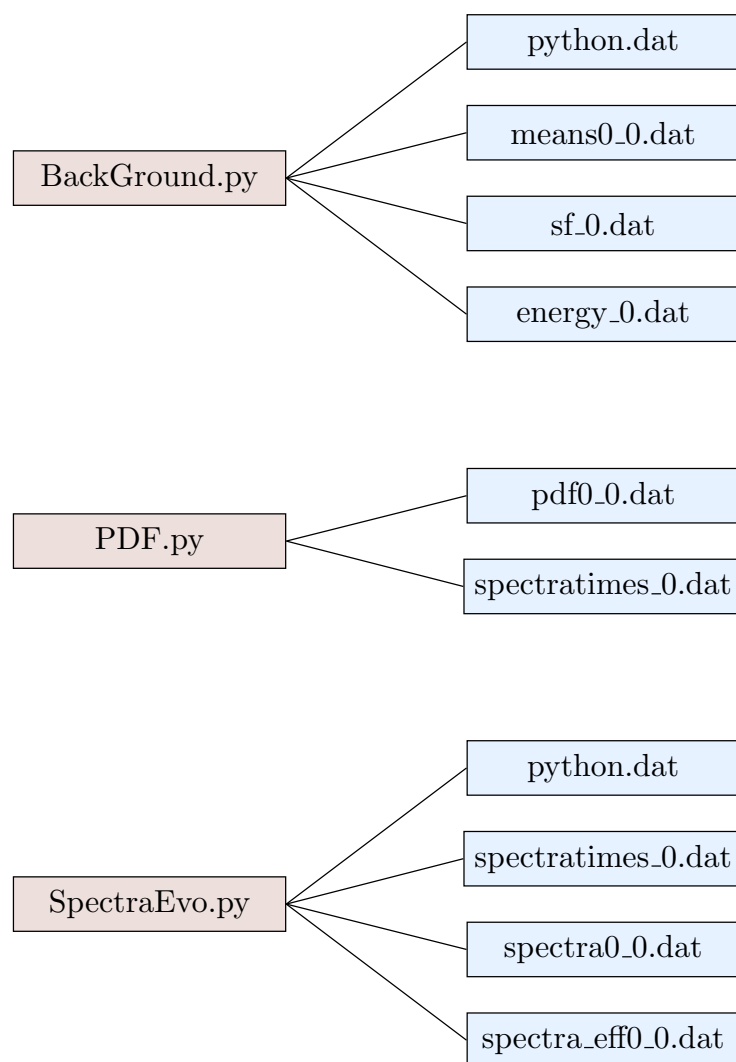 python.dat
means0_0.dat
BackGround.py
sf_0.dat
energy_0.dat
pdf0_0.dat
PDF.py
spectratimes_0.dat
python.dat
spectratimes_0.dat
SpectraEvo.py
spectra0_0.dat
spectra_eff0_0.dat